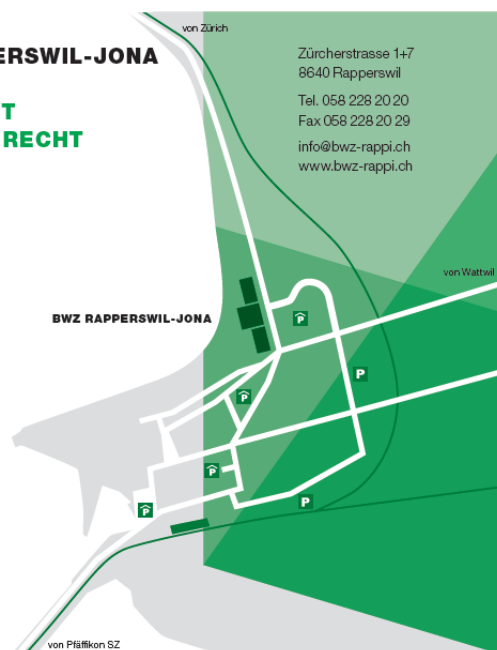 von Zürich
ERSWIL-JONA
Zürcherstrasse 1+7
8640 Rapperswil
T
Tel. 058 228 20 20
Fax 058 228 20 29
RECHT
info@bwz-rappi.ch
www.bwz-rappi.ch
von Wattwil
BWZ RAPPERSWIL-JONA
P
P
P
P
P
P
von Pfäffikon SZ